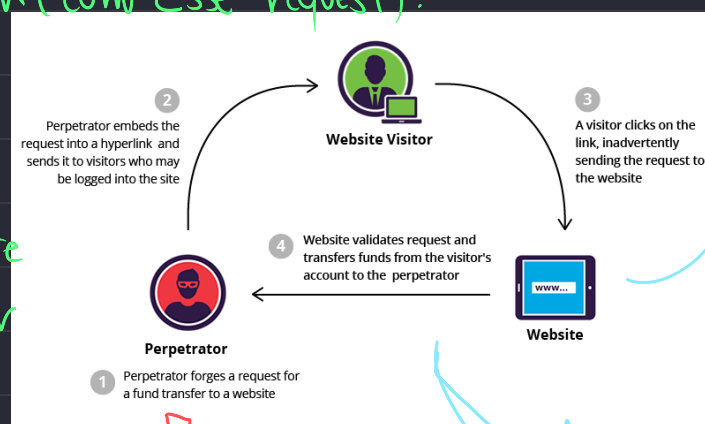 request).
2
Perpetrator embeds the
request into a hyperlink and
sends it to visitors who may
be logged into the site
Website Visitor
3
A visitor clicks on the
link, inadvertently
sending the request to
the website
4
Website validates request and
transfers funds from the visitor's
account to the perpetrator
www...
Website
Perpetrator
1
Perpetrator forges a request for
a fund transfer to a website